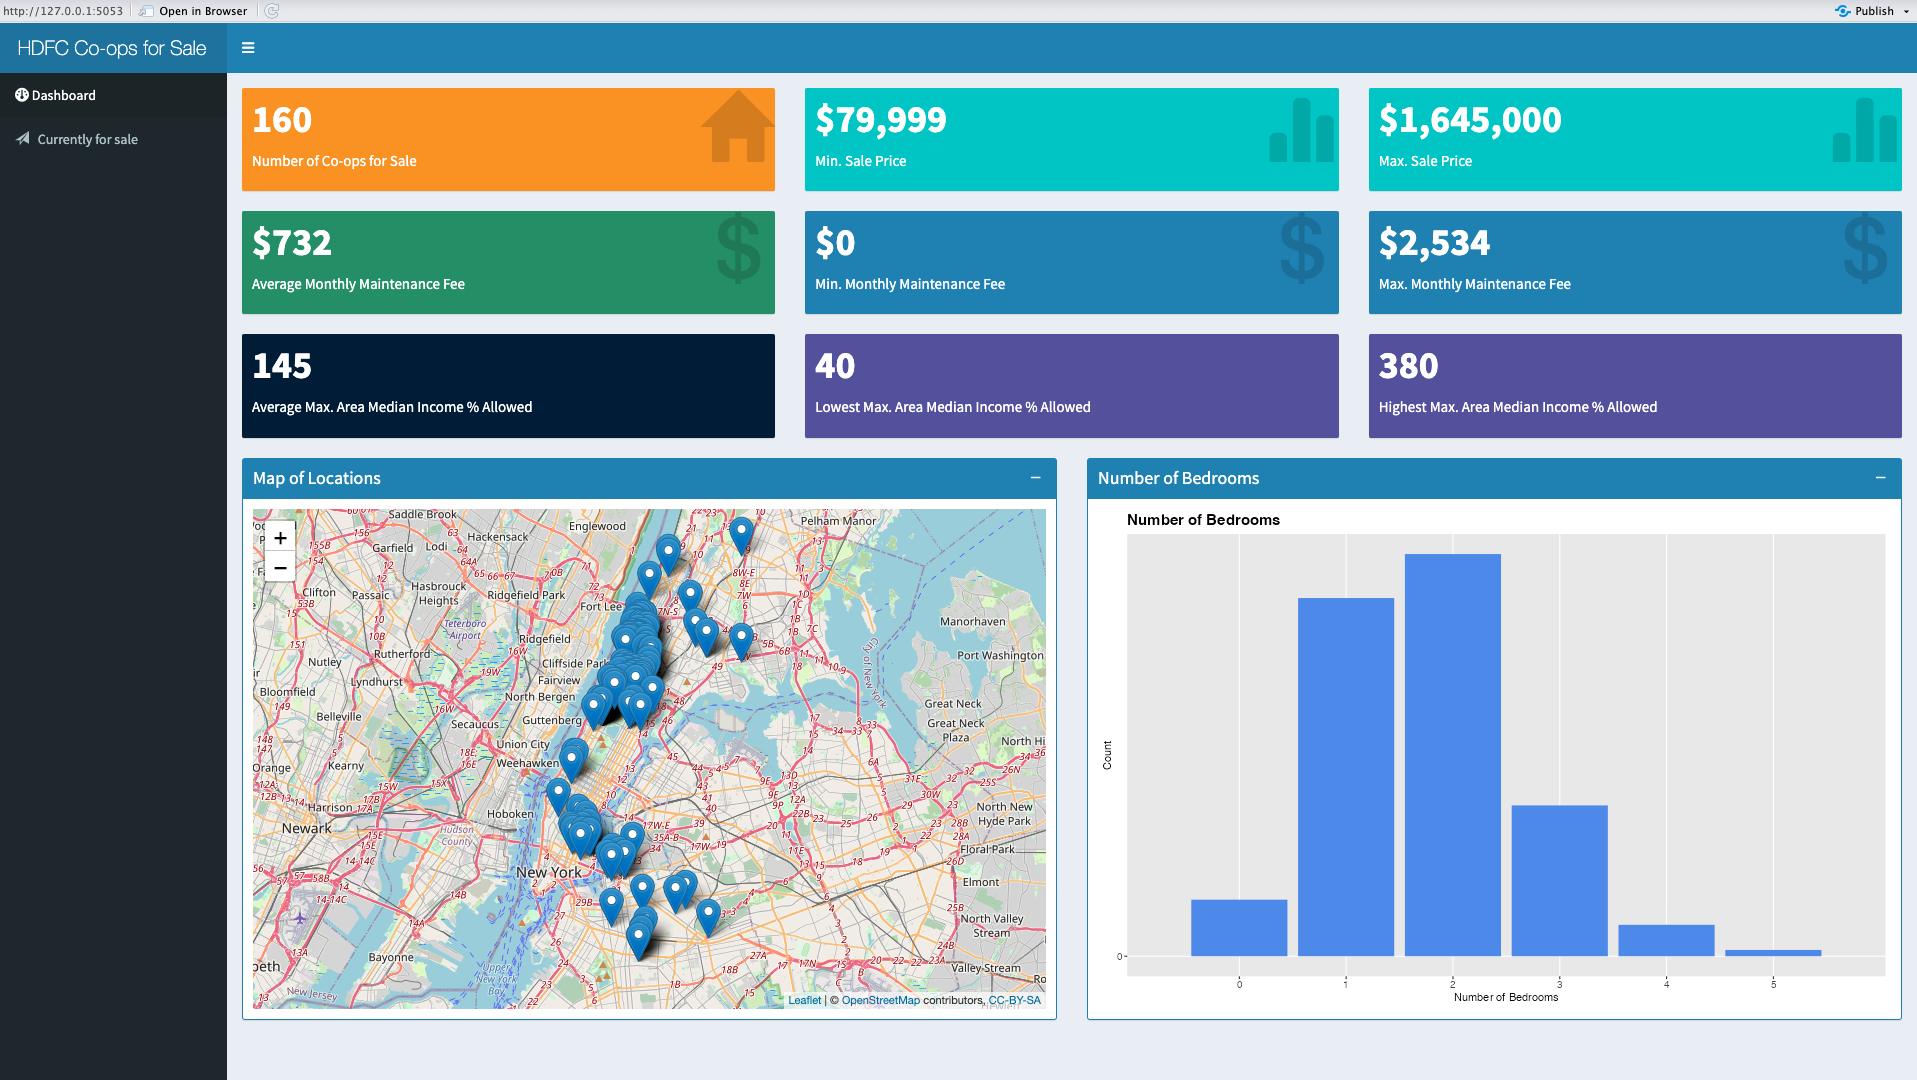 http://127.0.0.1:5053
Open in Browser
Publish
HDFC Co-ops for Sale
Dashboard
Currently for sale
160
Number of Co-ops for Sale
$79,999
Min. Sale Price
$1,645,000
Max. Sale Price
$732
Average Monthly Maintenance Fee
$0
Min. Monthly Maintenance Fee
$2,534
Max. Monthly Maintenance Fee
145
Average Max. Area Median Income % Allowed
40
Lowest Max. Area Median Income % Allowed
380
Highest Max. Area Median Income % Allowed
Map of Locations
+
−
Saddle Brook
Hackensack
Englewood
Pelham Manor
Garfield
Lodi
Clifton
Passaic
Hasbrouck
Heights
Ridgefield Park
Fort Lee
Teterboro
Airport
Manorhaven
Rutherford
Ridgefield
Nutley
Cliffside Park
Port Washington
City of New York
Lyndhurst
Fairview
Bloomfield
North Bergen
Great Neck
Belleville
Secaucus
Guttenberg
Great Neck
Plaza
Union City
Orange
Kearny
Weehawken
Harrison
Hoboken
North New
Hyde Park
Newark
Hudson
County
Floral Park
New York
Elmont
North Valley
Stream
Bayonne
Upper
New York
Bay
Valley Stream
New Jersey
Leaflet | © OpenStreetMap contributors, CC-BY-SA
Number of Bedrooms
Number of Bedrooms
Count
0
0 1 2 3 4 5
Number of Bedrooms